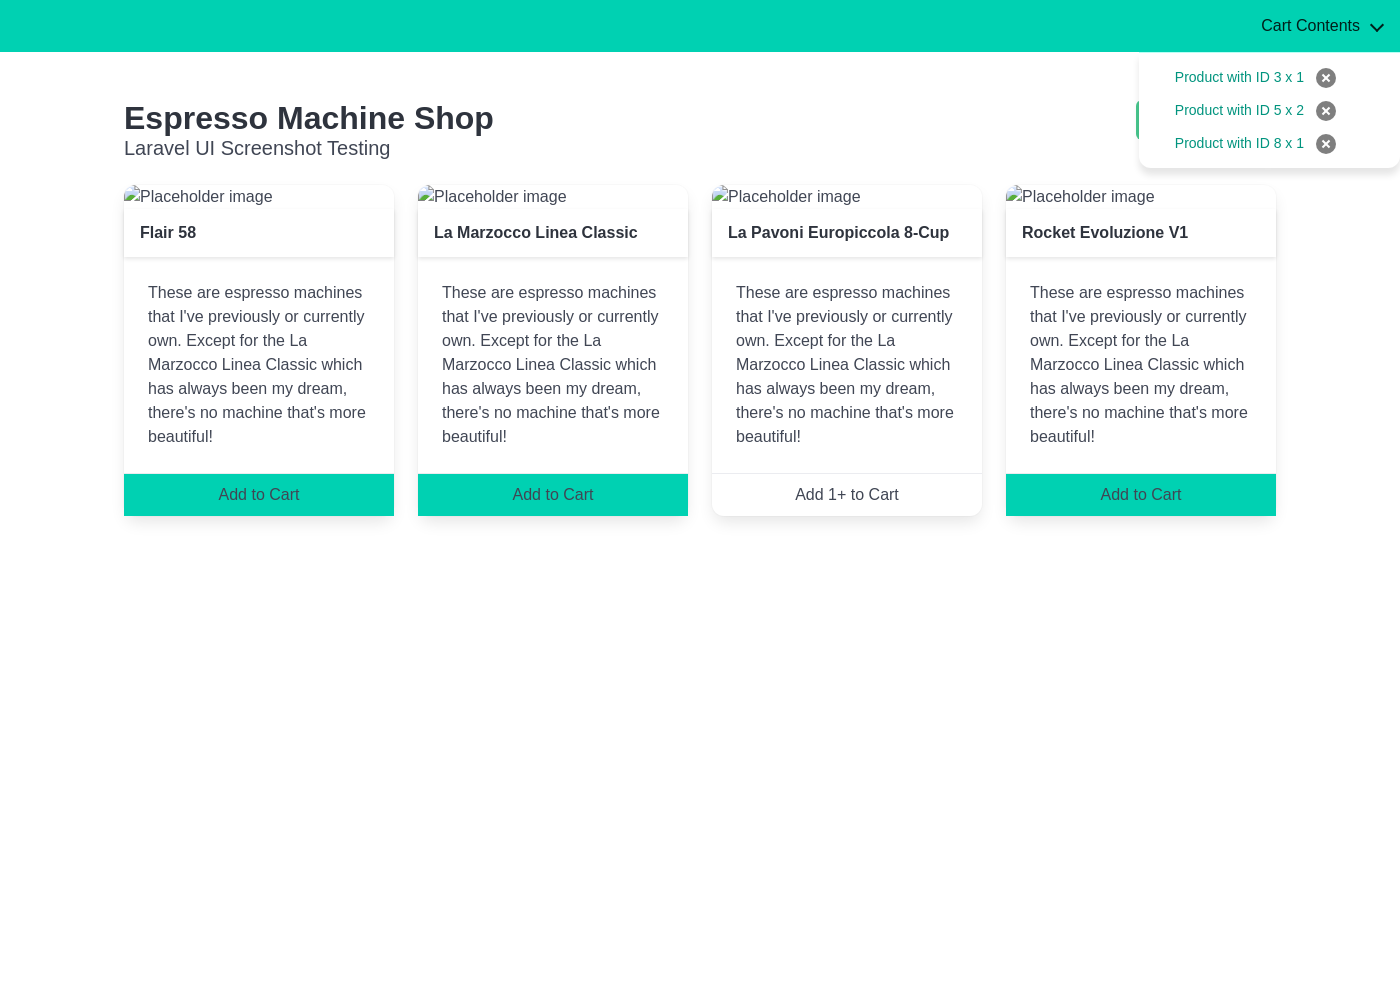 Cart Contents
Product with ID 3 x 1
Product with ID 5 x 2
Product with ID 8 x 1
Espresso Machine Shop
Laravel UI Screenshot Testing
Placeholder image
Flair 58
These are espresso machines
that I've previously or currently
own. Except for the La
Marzocco Linea Classic which
has always been my dream,
there's no machine that's more
beautiful!
Add to Cart
Placeholder image
La Marzocco Linea Classic
These are espresso machines
that I've previously or currently
own. Except for the La
Marzocco Linea Classic which
has always been my dream,
there's no machine that's more
beautiful!
Add to Cart
Placeholder image
La Pavoni Europiccola 8-Cup
These are espresso machines
that I've previously or currently
own. Except for the La
Marzocco Linea Classic which
has always been my dream,
there's no machine that's more
beautiful!
Add 1+ to Cart
Placeholder image
Rocket Evoluzione V1
These are espresso machines
that I've previously or currently
own. Except for the La
Marzocco Linea Classic which
has always been my dream,
there's no machine that's more
beautiful!
Add to Cart